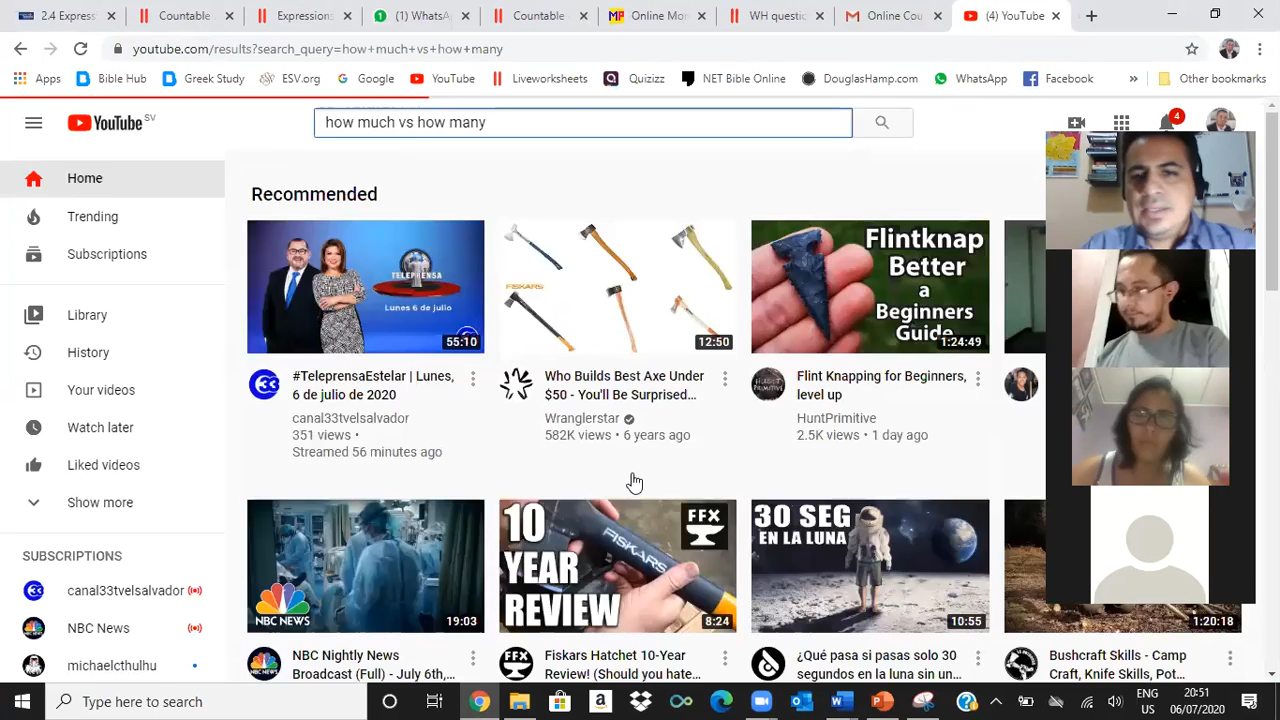 2.4 Express
Countable
Expressions
(1) WhatsA
Countable
Online Mo
WH questi
Online Cou
(4) YouTube
youtube.com/results?search_query=how+much+vs+how+many
Apps
Bible Hub
Greek Study
ESV.org
Google
YouTube
Liveworksheets
Quizizz
NET Bible Online
DouglasHamp.com
WhatsApp
Facebook
»
Other bookmarks
YouTube SV
how much vs how many
4
Home
Trending
Subscriptions
Library
History
Your videos
Watch later
Liked videos
Show more
SUBSCRIPTIONS
canal33tvelsalvador
NBC News
michaelcthulhu
Recommended
TELEPRENSA
Lunes 6 de julio
55:10
#TeleprensaEstelar | Lunes,
6 de julio de 2020
canal33tvelsalvador
351 views •
Streamed 56 minutes ago
FISKARS
12:50
Who Builds Best Axe Under
$50 - You'll Be Surprised...
Wranglerstar
582K views • 6 years ago
Flintknap
Better
a
Beginners
Guide
1:24:49
Flint Knapping for Beginners,
level up
HuntPrimitive
2.5K views • 1 day ago
NBC NEWS
19:03
NBC Nightly News
Broadcast (Full) - July 6th,
10
YEAR
REVIEW
FFX
FISKARS
8:24
Fiskars Hatchet 10-Year
Review! (Should you hate...
30 SEG
EN LA LUNA
10:55
¿Qué pasa si pasas solo 30
segundos en la luna sin un...
1:20:18
Bushcraft Skills - Camp
Craft, Knife Skills, Pot...
Type here to search
ENG
US
20:51
06/07/2020